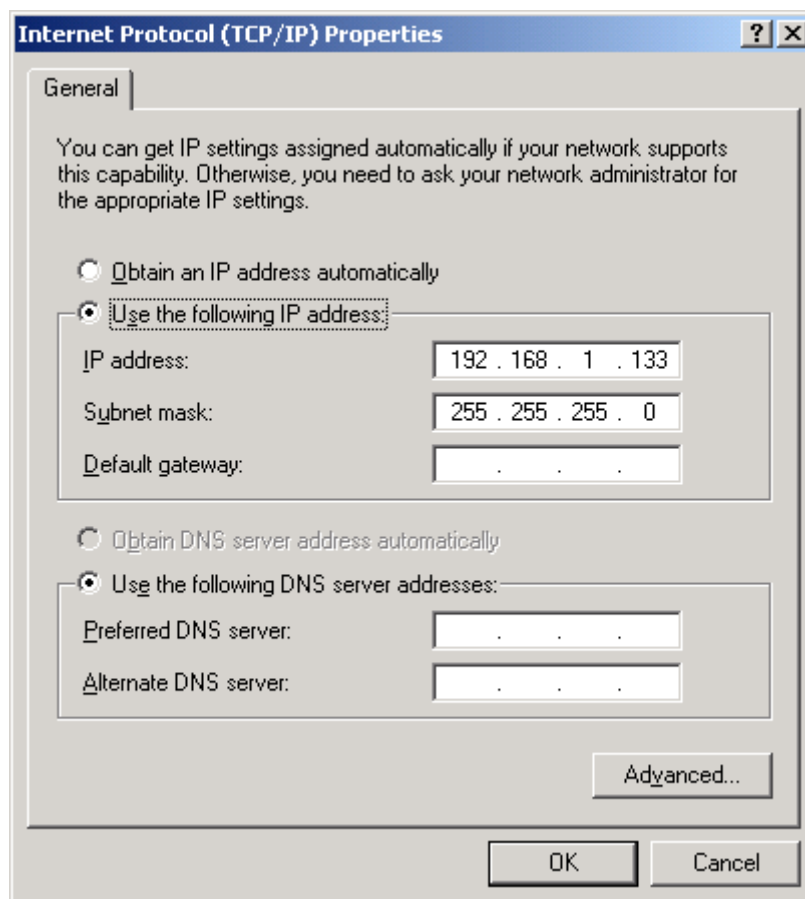 Internet Protocol (TCP/IP) Properties
General
You can get IP settings assigned automatically if your network supports
this capability. Otherwise, you need to ask your network administrator for
the appropriate IP settings.
Obtain an IP address automatically
Use the following IP address:
IP address: 192 . 168 . 1 . 133
Subnet mask: 255 . 255 . 255 . 0
Default gateway: . . .
Obtain DNS server address automatically
Use the following DNS server addresses:
Preferred DNS server: . . .
Alternate DNS server: . . .
Advanced...
OK Cancel